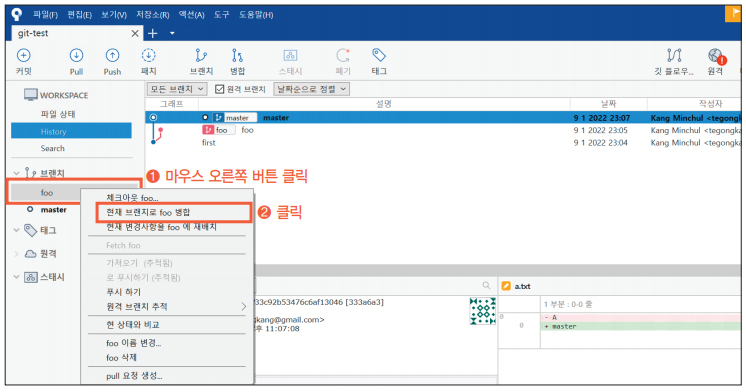 파일(F) 편집(E) 보기(V) 저장소(R) 액션(A) 도구 도움말(H)
git-test
커밋 Pull Push 패치 브랜치 병합 스태시 폐기 태그 깃 플로우... 원격
WORKSPACE
모든 브랜치 원격 브랜치 날짜순으로 정렬
그래프 설명 날짜 작성자
파일 상태
master master 9 1 2022 23:07 Kang Minchul <tegongk
History
foo foo 9 1 2022 23:05 Kang Minchul <tegongka
Search
first 9 1 2022 23:04 Kang Minchul <tegongka
브랜치
❶ 마우스 오른쪽 버튼 클릭
foo
체크아웃 foo...
master
현재 브랜치로 foo 병합
❷ 클릭
태그
현재 변경사항을 foo 에 재배치
Fetch foo
원격
가져오기 (추적됨)
스태시
로 푸시하기 (추적됨)
푸시 하기
원격 브랜치 추적
현 상태와 비교
foo 이름 변경...
foo 삭제
pull 요청 생성...
f33c92b53476c6af13046 [333a6a3]
gkang@gmail.com>
후 11:07:08
a.txt
1 부분 : 0-0 줄
0 - A
0 + master